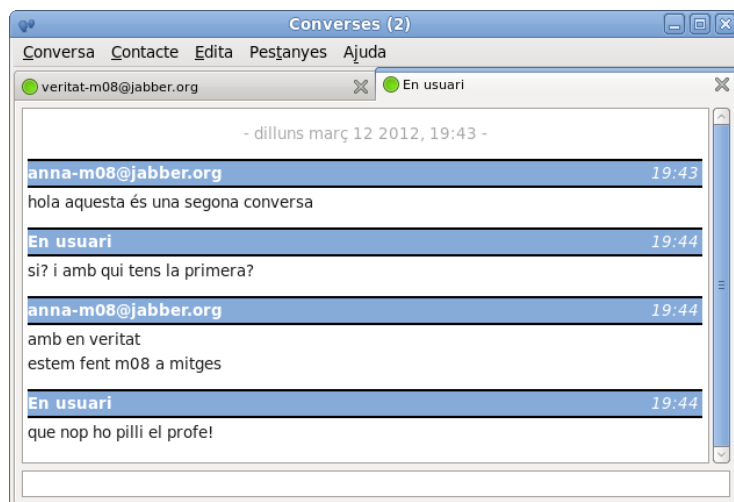 Converses (2)
Conversa Contacte Edita Pestanyes Ajuda
veritat-m08@jabber.org En usuari
- dilluns març 12 2012, 19:43 -
anna-m08@jabber.org 19:43
hola aquesta és una segona conversa
En usuari 19:44
si? i amb qui tens la primera?
anna-m08@jabber.org 19:44
amb en veritat
estem fent m08 a mitges
En usuari 19:44
que nop ho pilli el profe!